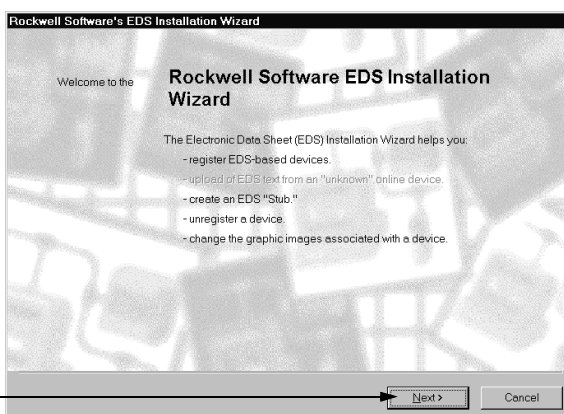 Rockwell Software's EDS Installation Wizard
Welcome to the
Rockwell Software EDS Installation
Wizard
The Electronic Data Sheet (EDS) Installation Wizard helps you:
- register EDS-based devices.
- upload of EDS text from an "unknown" online device.
- create an EDS "Stub."
- unregister a device.
- change the graphic images associated with a device.
Next >
Cancel